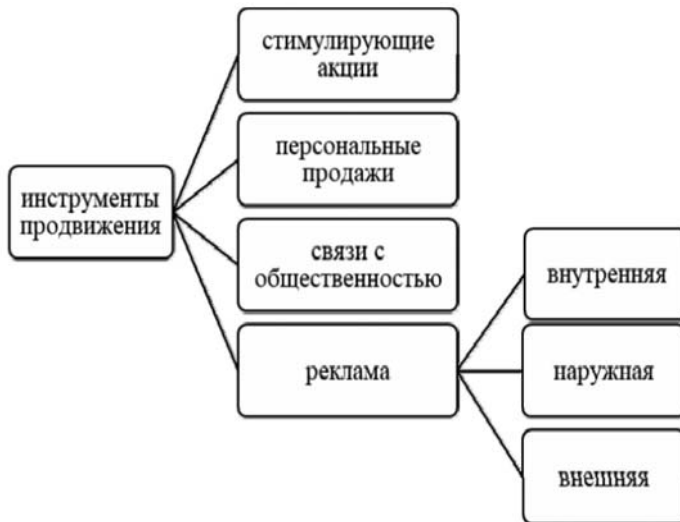 инструменты
продвижения
стимулирующие
акции
персональные
продажи
связи с
общественностью
реклама
внутренняя
наружная
внешняя